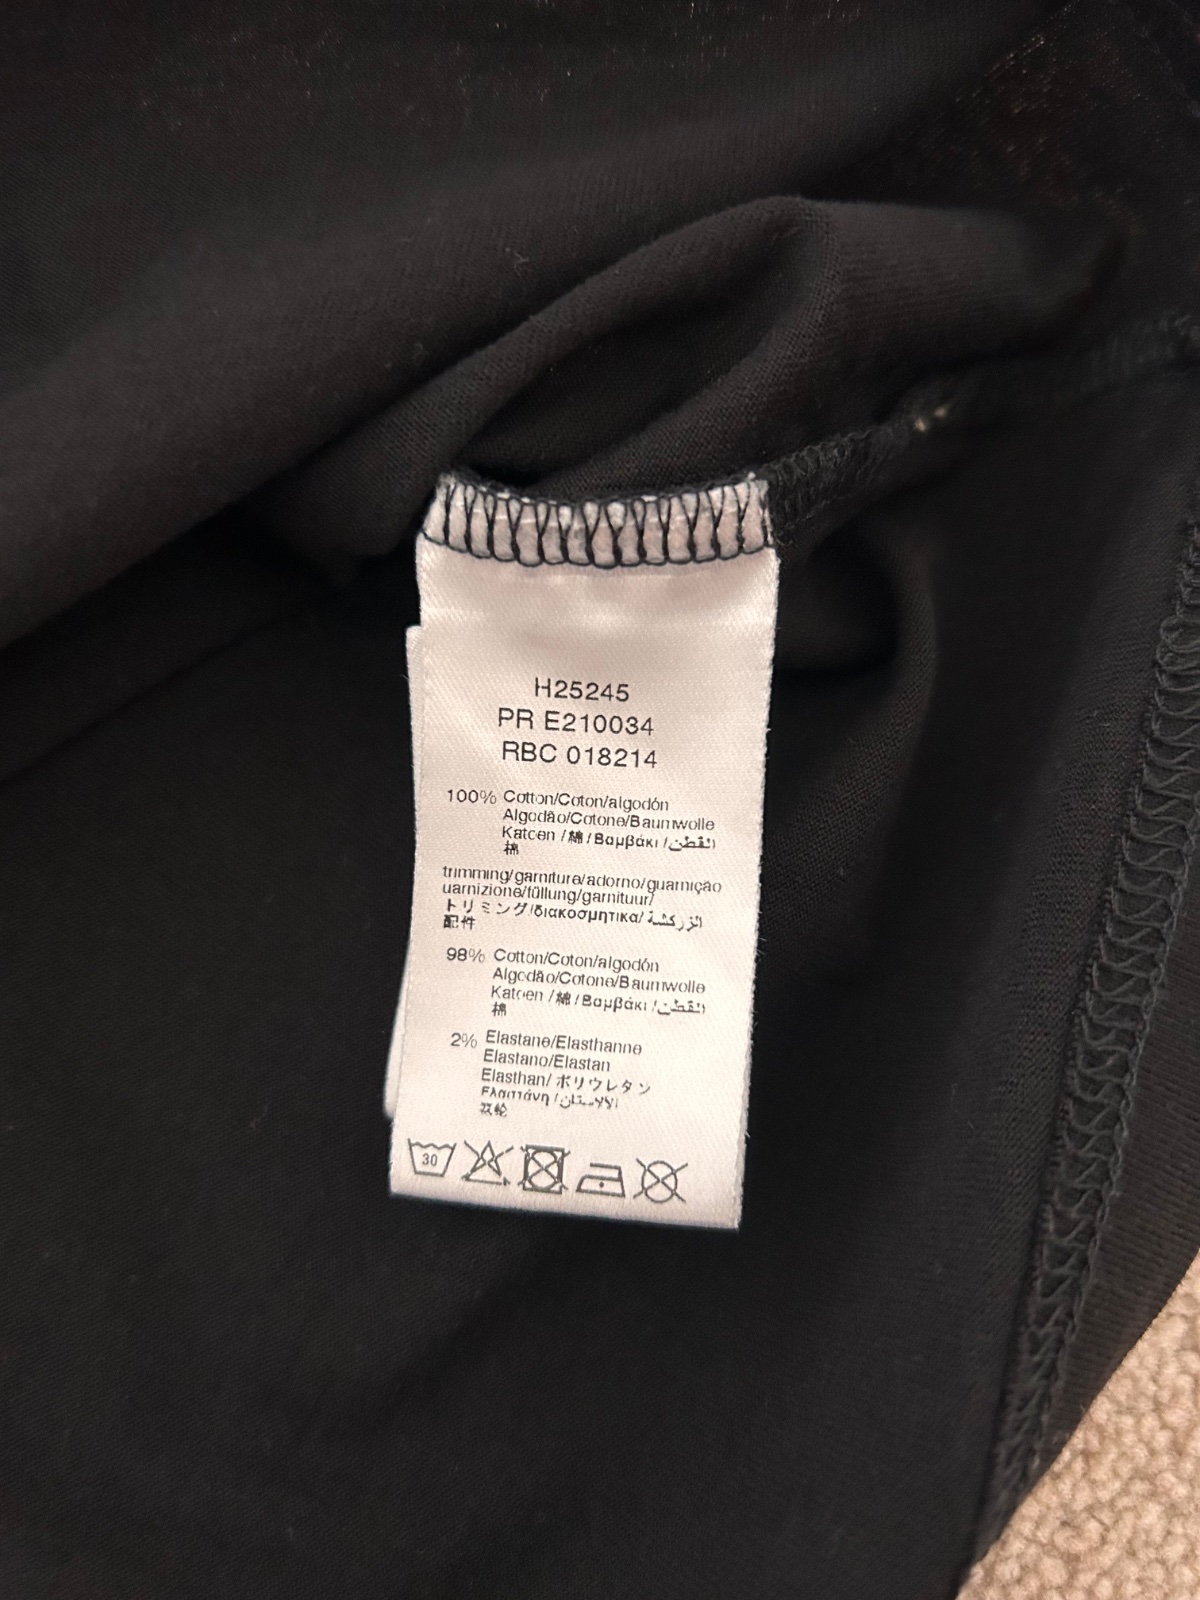 H25245
PR E210034
RBC 018214
100% Cotton/Coton/algodón
Algodão/Cotone/Baumwolle
Katoen /綿/Βαμβάκι /القطن/
棉
trimming/garniture/adorno/guarnição
uarnizione/füllung/garnituur/
トリミング/διακοσμητικα/الزركشة/
配件
98% Cotton/Coton/algodón
Algodão/Cotone/Baumwolle
Katoen /綿/Βαμβάκι /القطن/
棉
2% Elastane/Elasthanne
Elastano/Elastan
Elasthan/ ポリウレタン
30